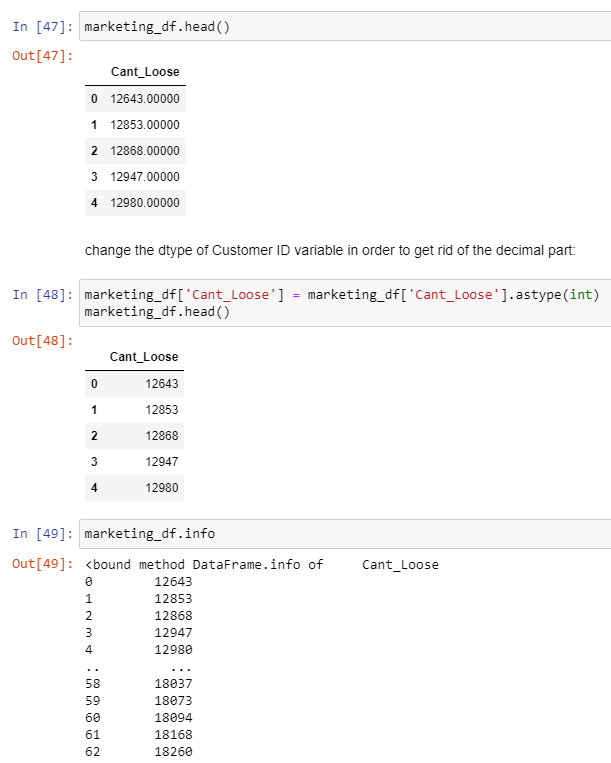 In [47]: marketing_df.head()
Out[47]:
Cant_Loose
0 12643.00000
1 12853.00000
2 12868.00000
3 12947.00000
4 12980.00000
change the dtype of Customer ID variable in order to get rid of the decimal part:
In [48]: marketing_df['Cant_Loose'] = marketing_df['Cant_Loose'].astype(int)
marketing_df.head()
Out[48]:
Cant_Loose
0 12643
1 12853
2 12868
3 12947
4 12980
In [49]: marketing_df.info
Out[49]: <bound method DataFrame.info of     Cant_Loose
0 12643
1 12853
2 12868
3 12947
4 12980
.. ...
58 18037
59 18073
60 18094
61 18168
62 18260